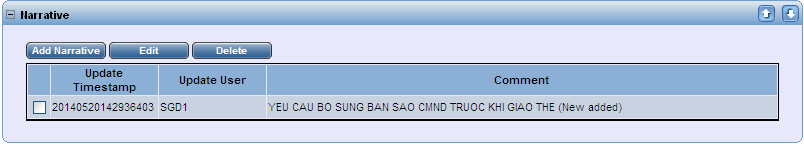 Narrative
Add Narrative Edit Delete
Update Timestamp Update User Comment
20140520142936403 SGD1 YEU CAU BO SUNG BAN SAO CMND TRUOC KHI GIAO THE (New added)